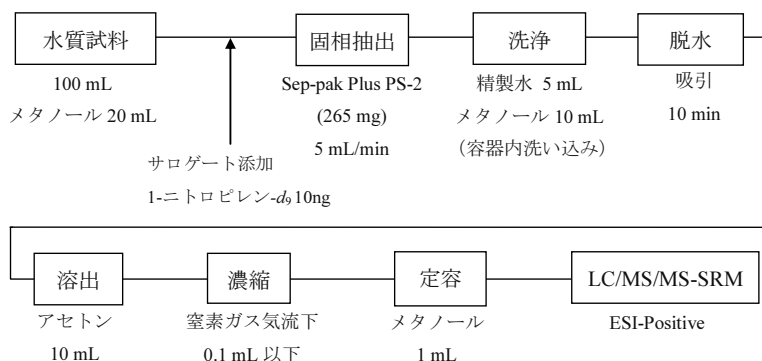 水質試料
100 mL
メタノール 20 mL
サロゲート添加
1-ニトロピレン-d₉ 10ng
固相抽出
Sep-pak Plus PS-2
(265 mg)
5 mL/min
洗浄
精製水 5 mL
メタノール 10 mL
(容器内洗い込み)
脱水
吸引
10 min
溶出
アセトン
10 mL
濃縮
窒素ガス気流下
0.1 mL 以下
定容
メタノール
1 mL
LC/MS/MS-SRM
ESI-Positive